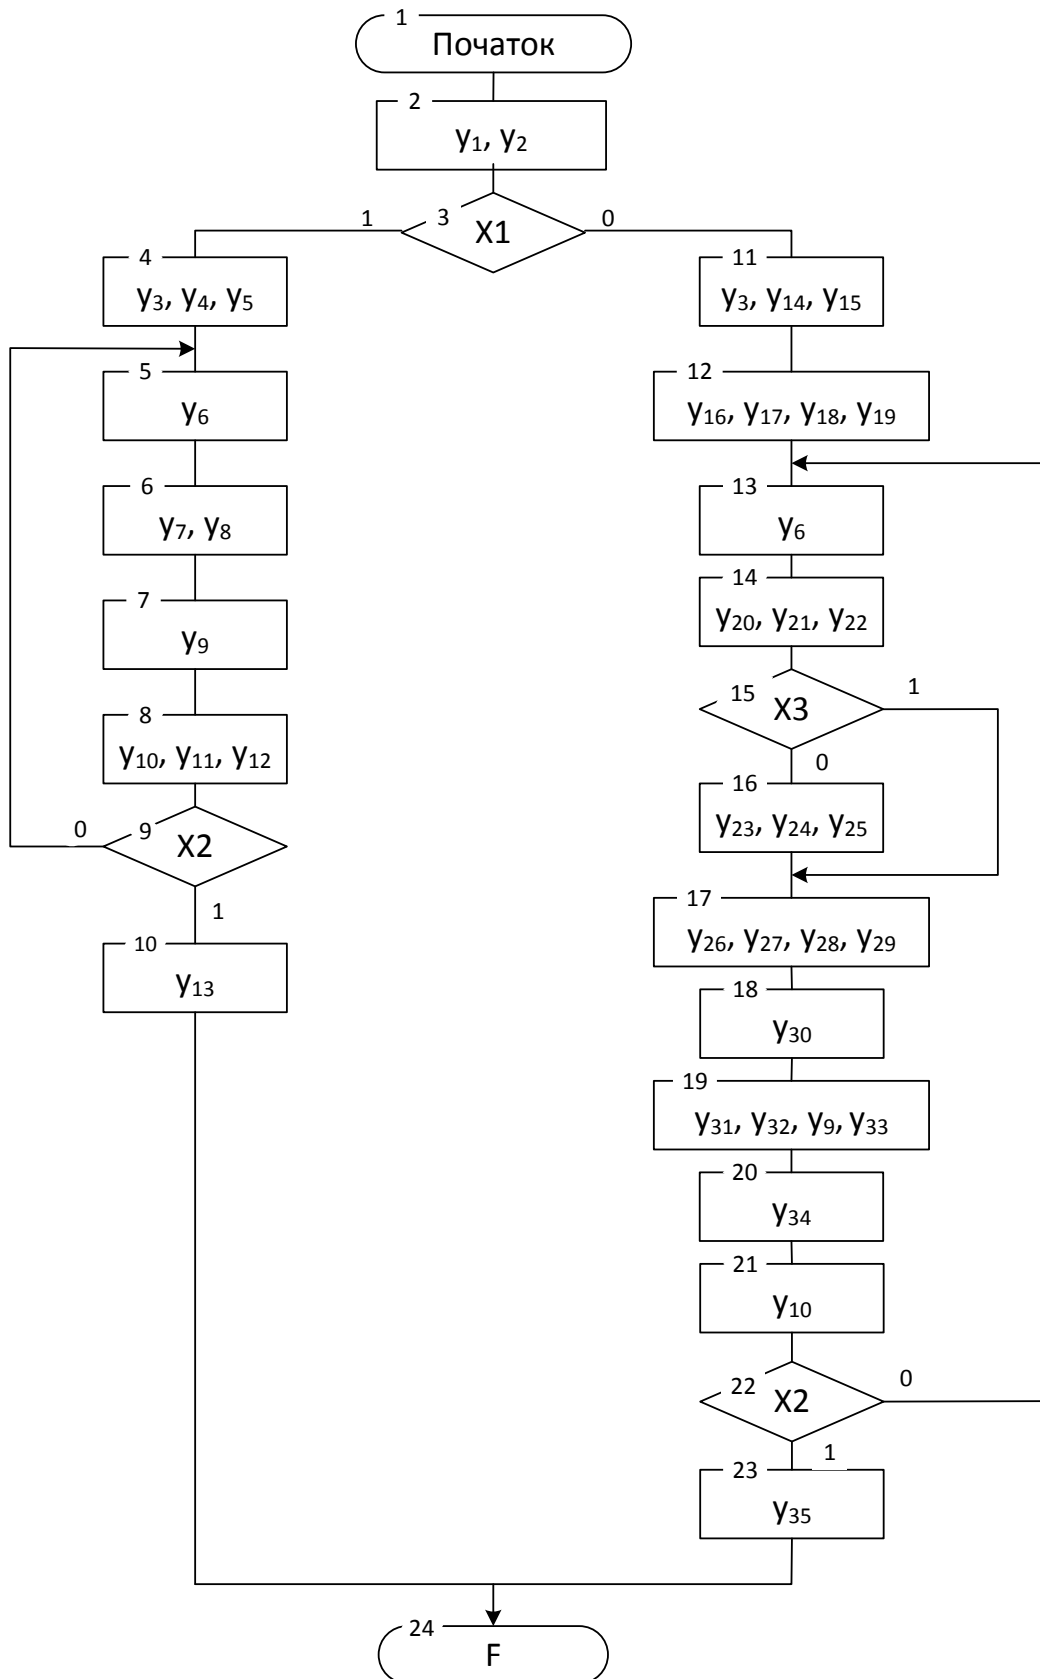 1
Початок
2
y₁, y₂
3
X1
1
0
4
y₃, y₄, y₅
5
y₆
6
y₇, y₈
7
y₉
8
y₁₀, y₁₁, y₁₂
9
X2
0
1
10
y₁₃
11
y₃, y₁₄, y₁₅
12
y₁₆, y₁₇, y₁₈, y₁₉
13
y₆
14
y₂₀, y₂₁, y₂₂
15
X3
1
0
16
y₂₃, y₂₄, y₂₅
17
y₂₆, y₂₇, y₂₈, y₂₉
18
y₃₀
19
y₃₁, y₃₂, y₉, y₃₃
20
y₃₄
21
y₁₀
22
X2
0
1
23
y₃₅
24
F